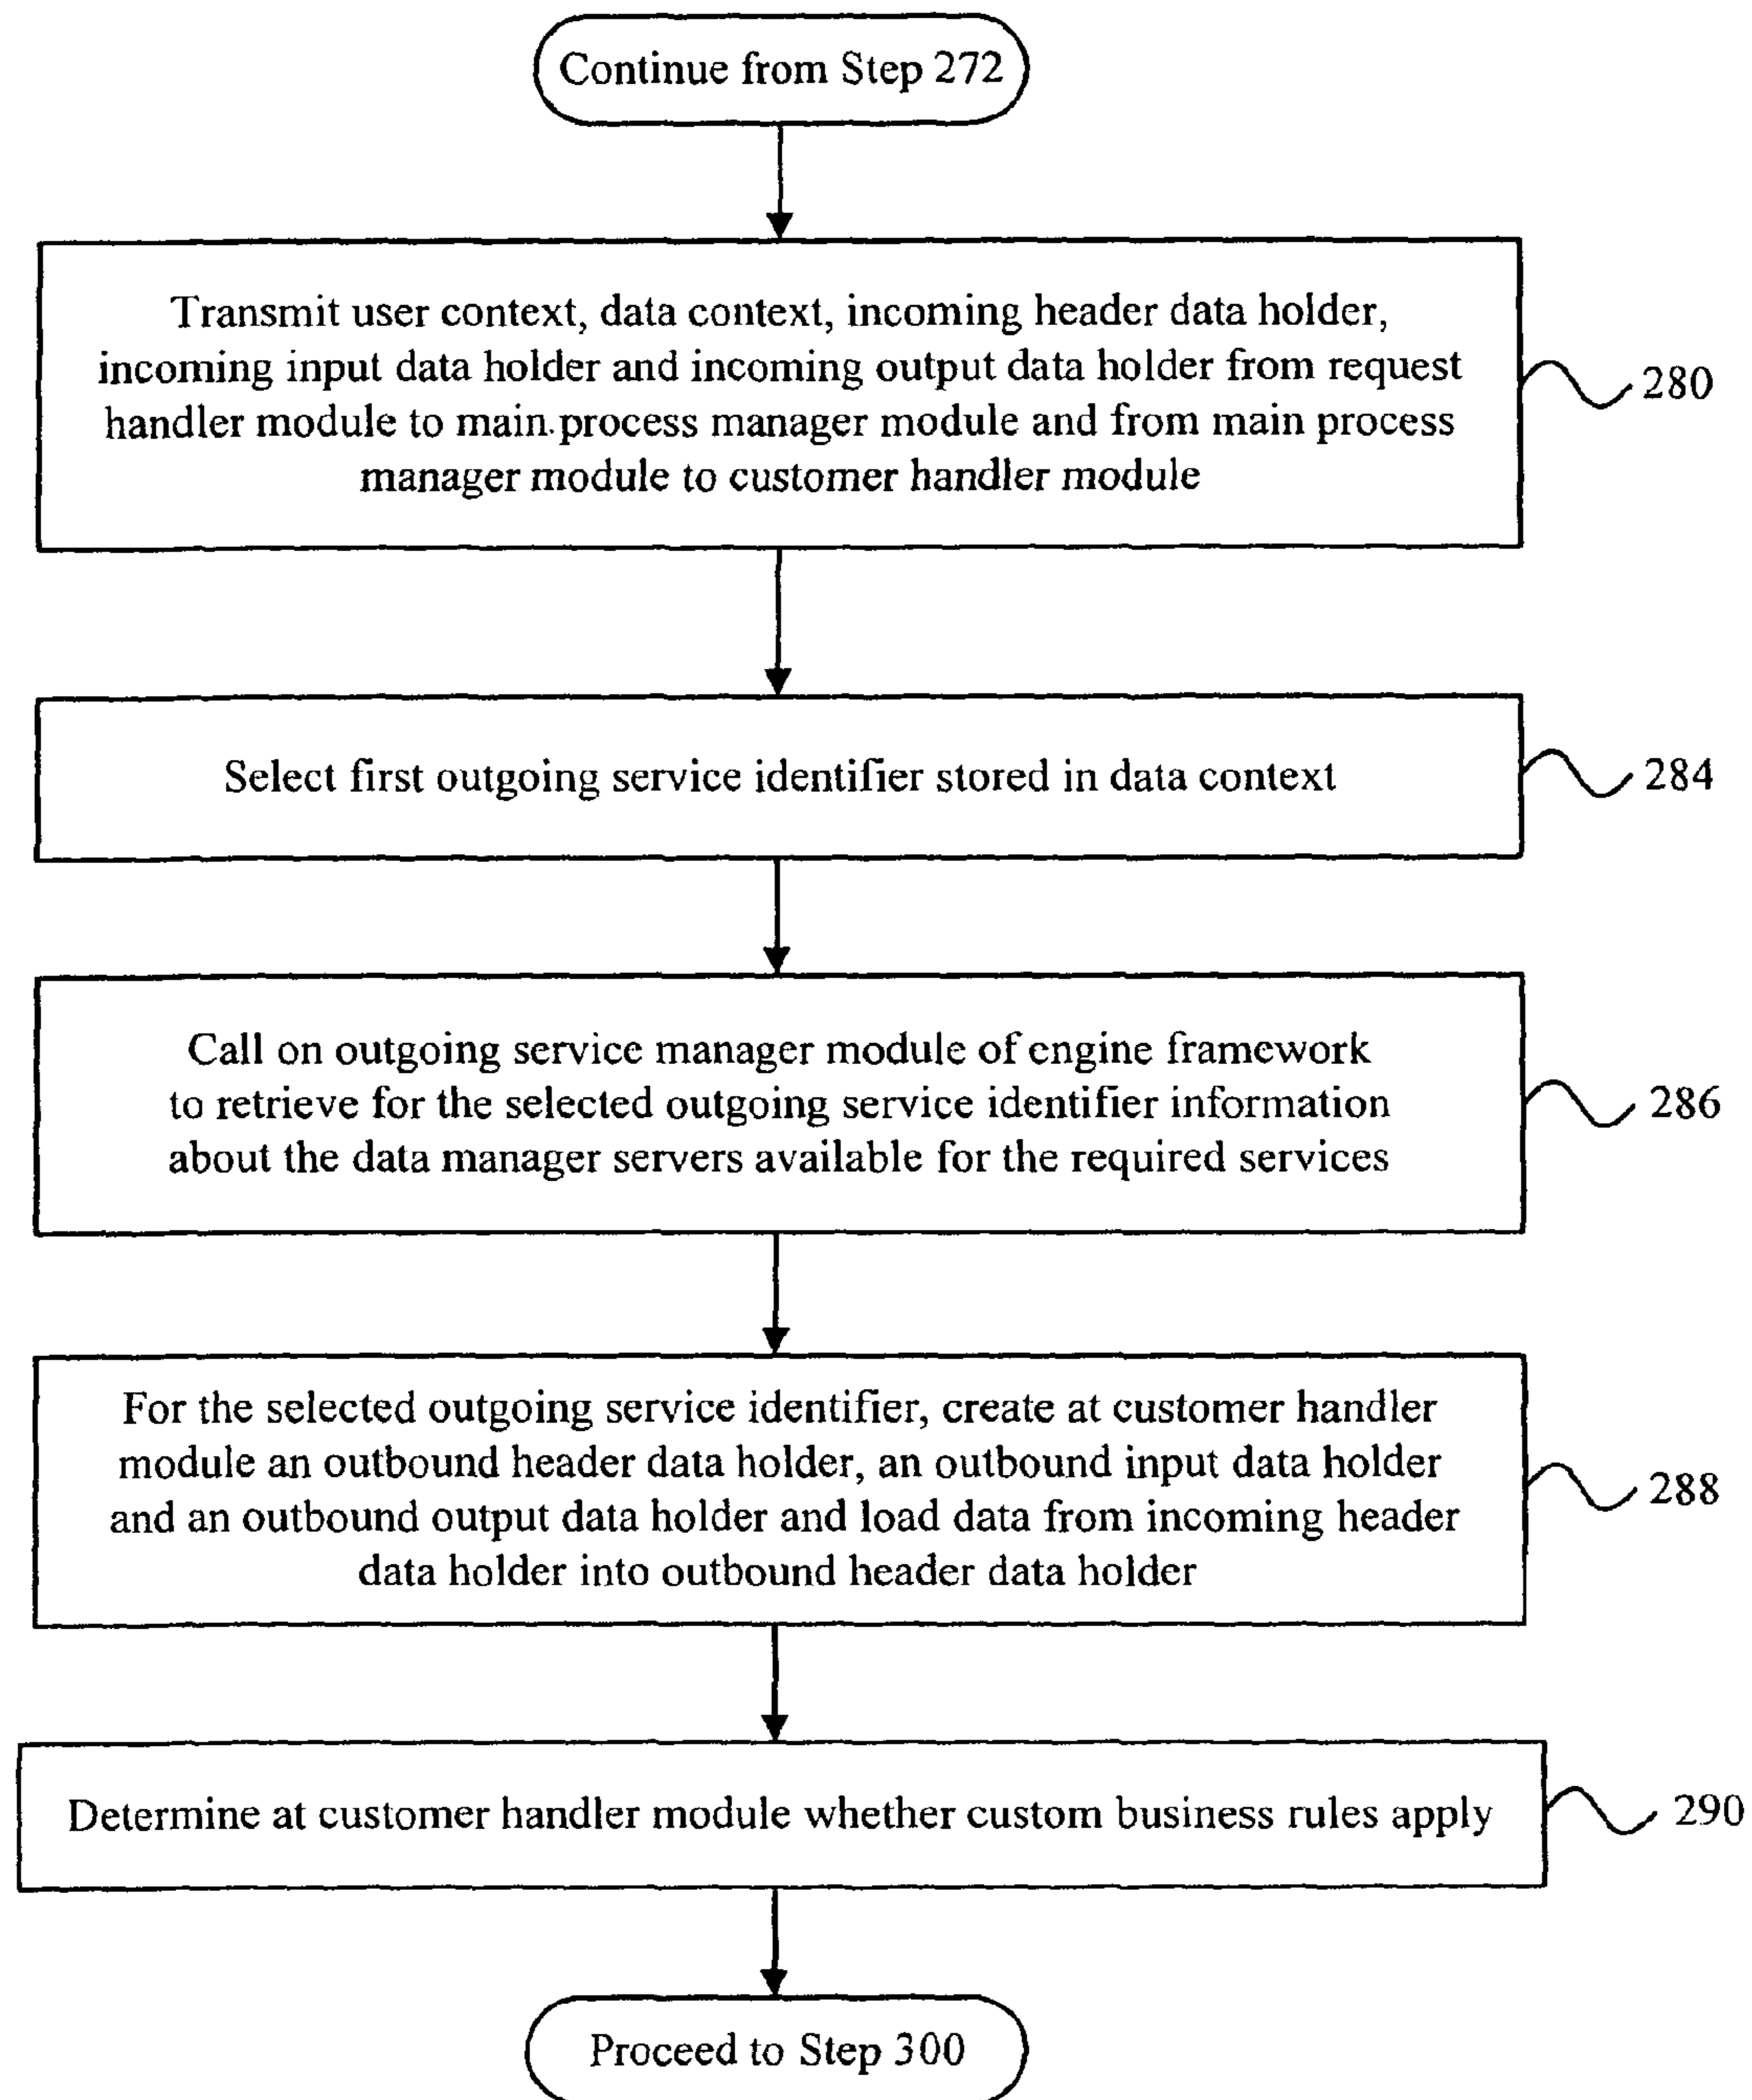 Continue from Step 272
Transmit user context, data context, incoming header data holder,
incoming input data holder and incoming output data holder from request
handler module to main process manager module and from main process
manager module to customer handler module
280
Select first outgoing service identifier stored in data context
284
Call on outgoing service manager module of engine framework
to retrieve for the selected outgoing service identifier information
about the data manager servers available for the required services
286
For the selected outgoing service identifier, create at customer handler
module an outbound header data holder, an outbound input data holder
and an outbound output data holder and load data from incoming header
data holder into outbound header data holder
288
Determine at customer handler module whether custom business rules apply
290
Proceed to Step 300